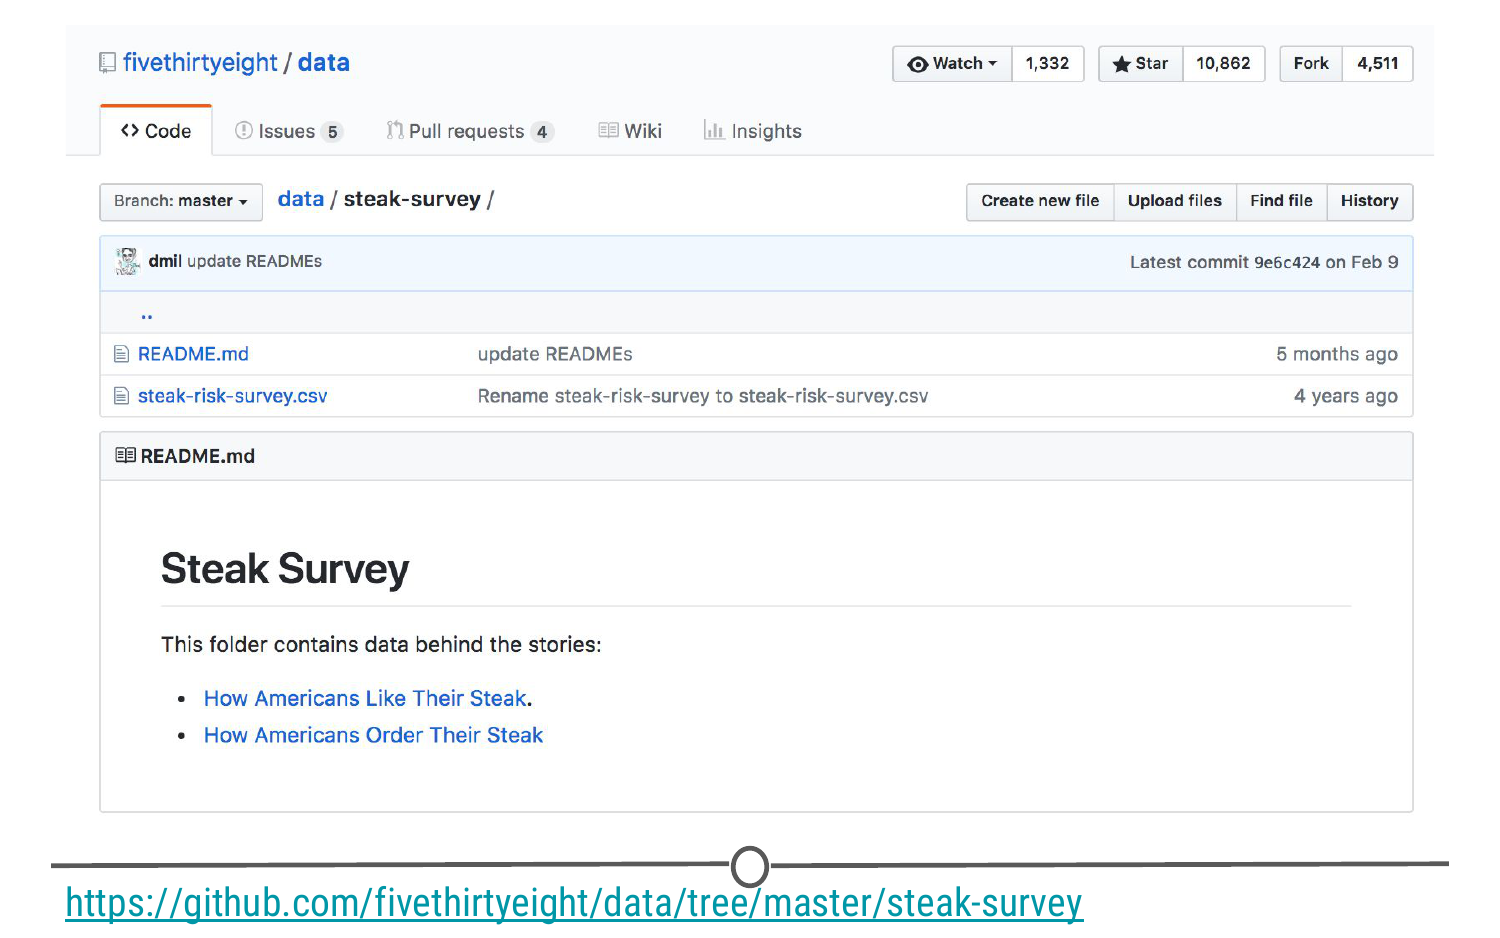 fivethirtyeight / data
Watch 1,332 Star 10,862 Fork 4,511
Code Issues 5 Pull requests 4 Wiki Insights
Branch: master data / steak-survey / Create new file Upload files Find file History
dmil update READMEs Latest commit 9e6c424 on Feb 9
..
README.md update READMEs 5 months ago
steak-risk-survey.csv Rename steak-risk-survey to steak-risk-survey.csv 4 years ago
README.md
Steak Survey
This folder contains data behind the stories:
• How Americans Like Their Steak.
• How Americans Order Their Steak
https://github.com/fivethirtyeight/data/tree/master/steak-survey